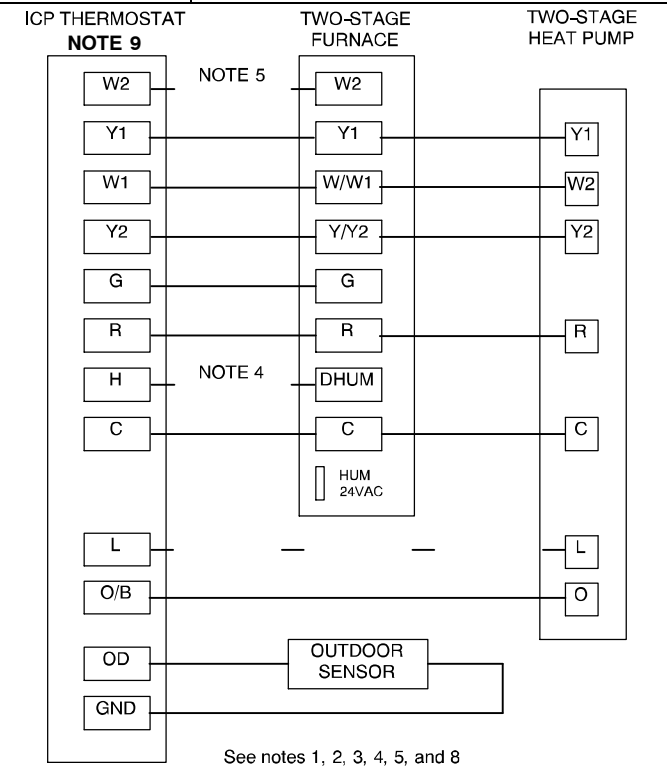 ICP THERMOSTAT
NOTE 9
TWO-STAGE
FURNACE
TWO-STAGE
HEAT PUMP
W2 NOTE 5 W2
Y1 Y1 Y1
W1 W/W1 W2
Y2 Y/Y2 Y2
G G
R R R
H NOTE 4 DHUM
C C C
HUM
24VAC
L L
O/B O
OD OUTDOOR
SENSOR
GND
See notes 1, 2, 3, 4, 5, and 8